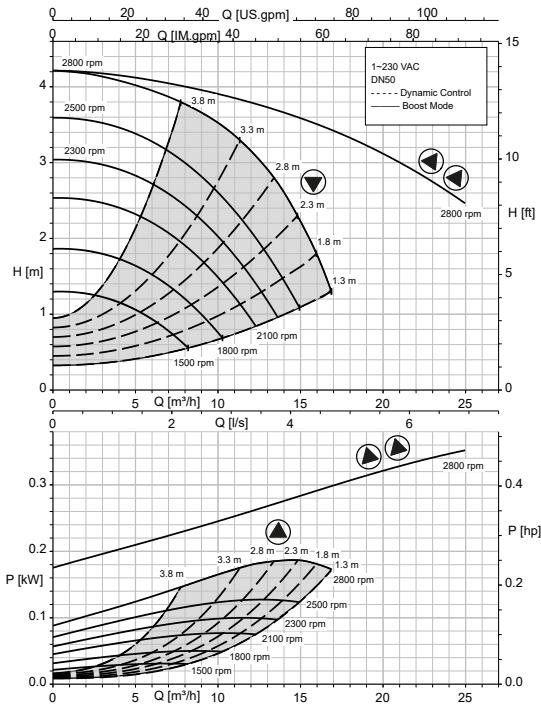 Q [US.gpm]
0 20 40 60 80 100
Q [IM.gpm]
0 20 40 60 80
1~230 VAC
DN50
Dynamic Control
Boost Mode
2800 rpm
2500 rpm
2300 rpm
3.8 m
3.3 m
2.8 m
2.3 m
1.8 m
1.3 m
2800 rpm
2100 rpm
1800 rpm
1500 rpm
H [m]
4
3
2
1
0
H [ft]
15
10
5
0
5 10 15 20 25
Q [m³/h]
0 2 4 6
Q [l/s]
2800 rpm
3.8 m
3.3 m
2.8 m
2.3 m
1.8 m
1.3 m
2800 rpm
2500 rpm
2300 rpm
2100 rpm
1800 rpm
1500 rpm
P [kW]
0.3
0.2
0.1
0.0
P [hp]
0.4
0.2
0.0
0 5 10 15 20 25
Q [m³/h]